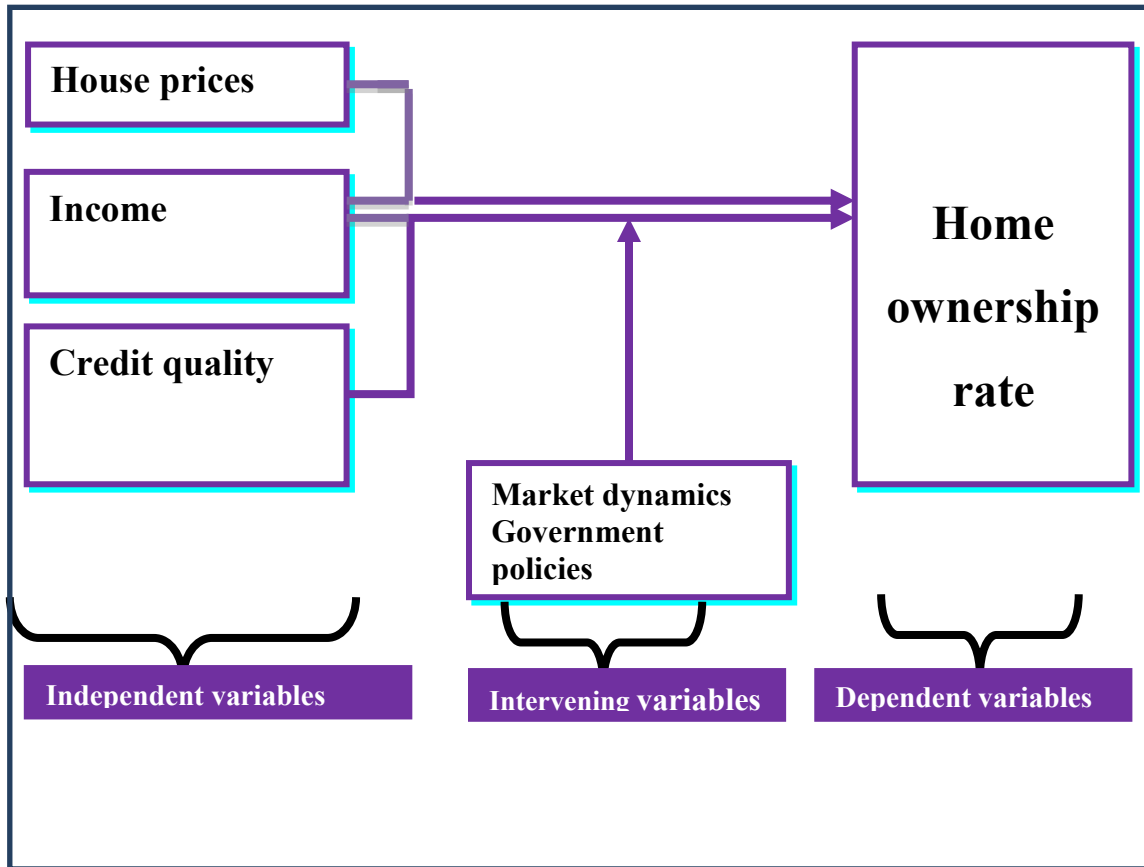 House prices
Income
Credit quality
Home
ownership
rate
Market dynamics
Government
policies
Independent variables
Intervening variables
Dependent variables